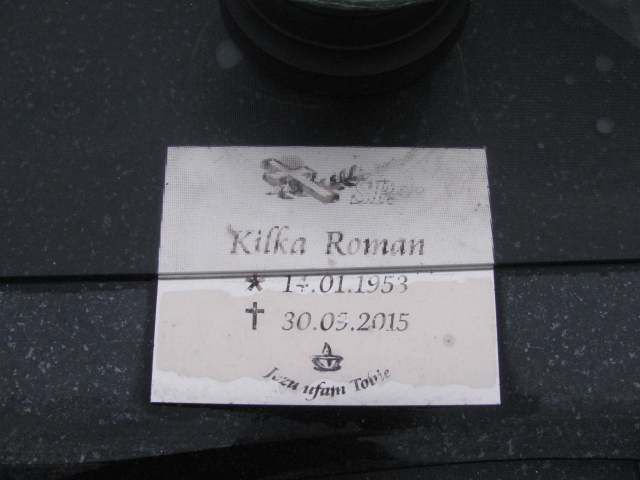 Kilka Roman
* 14.01.1953
† 30.09.2015
Jezu ufam Tobie